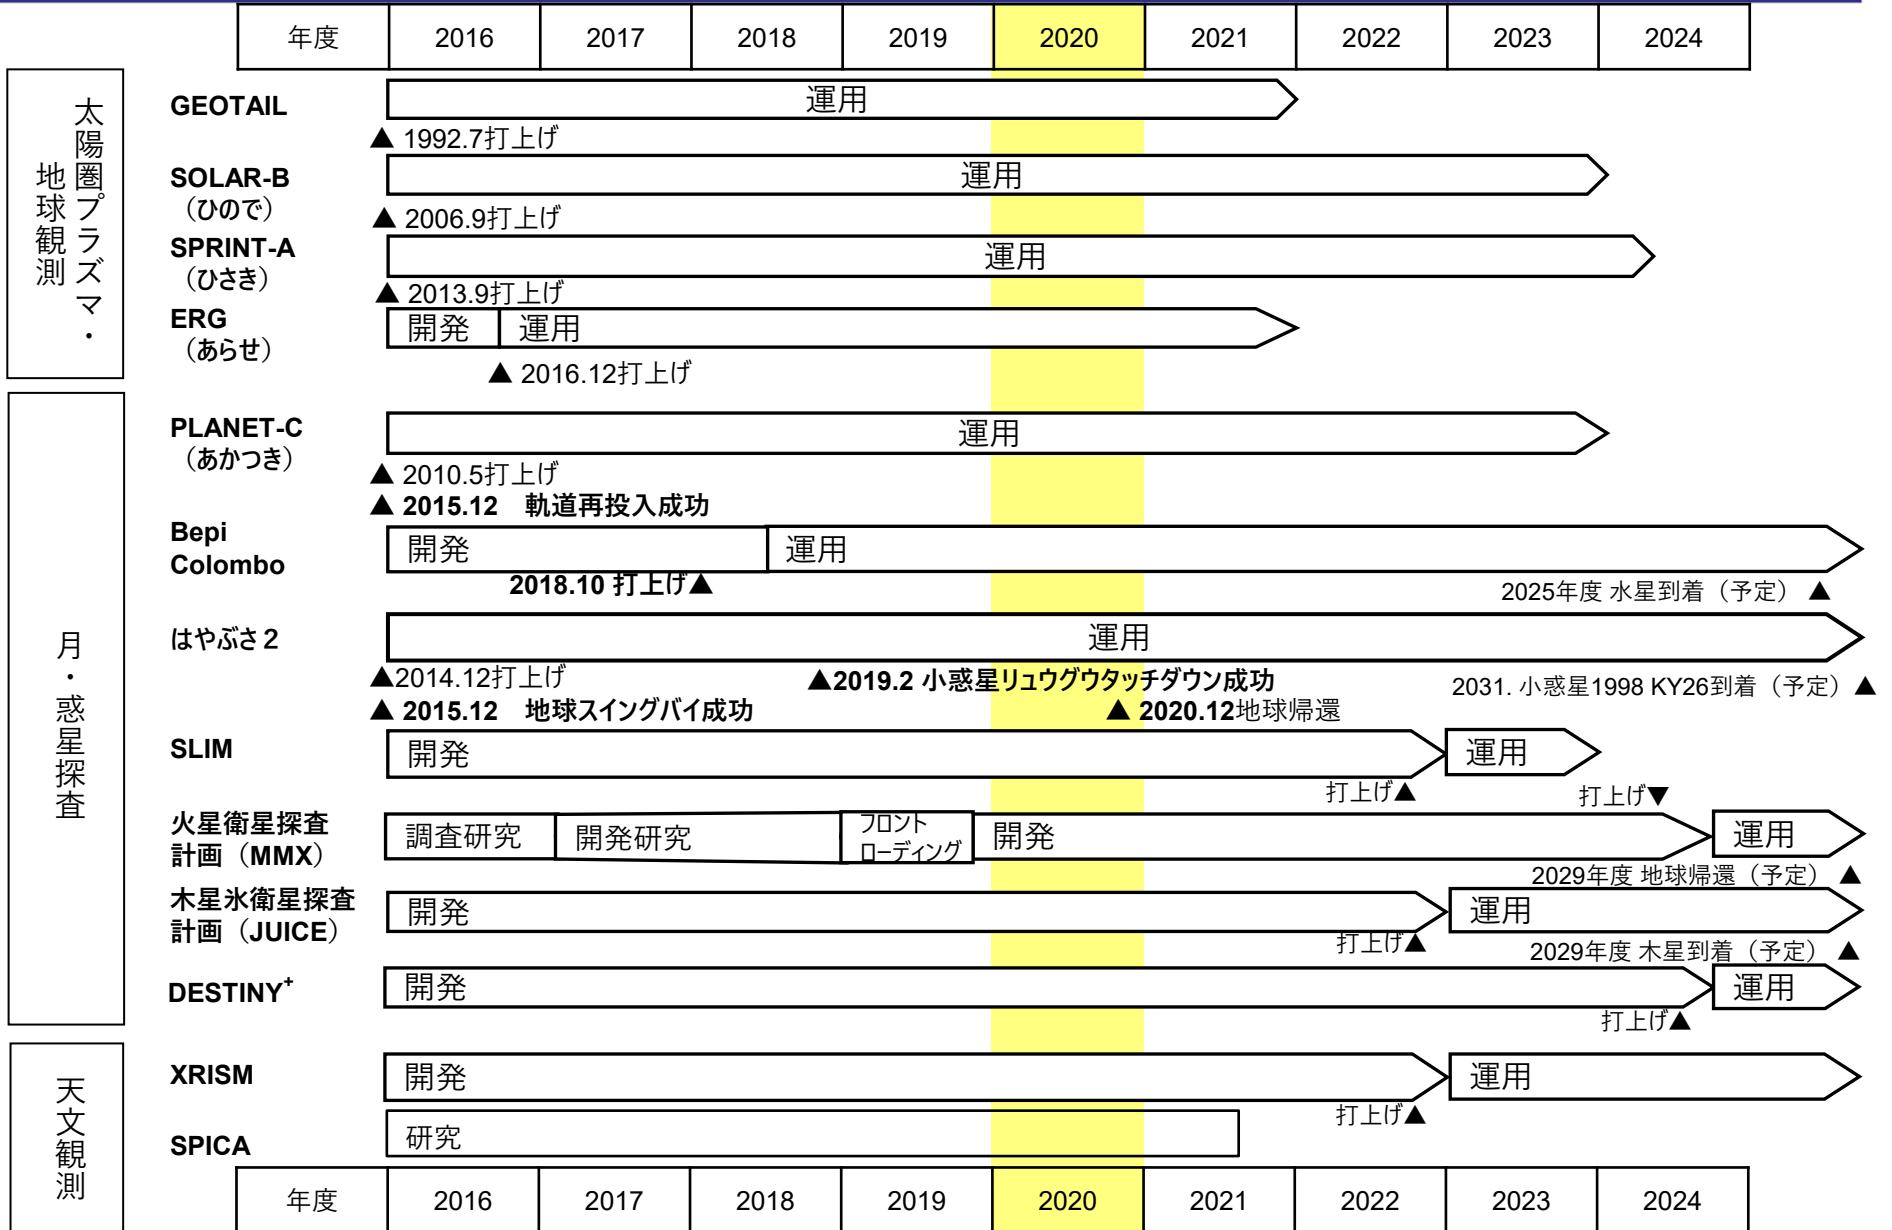 年度 2016 2017 2018 2019 2020 2021 2022 2023 2024
太陽圏プラズマ・
地球観測
GEOTAIL
運用
▲ 1992.7打上げ
SOLAR-B
（ひので）
運用
▲ 2006.9打上げ
SPRINT-A
（ひさき）
運用
▲ 2013.9打上げ
ERG
（あらせ）
開発 運用
▲ 2016.12打上げ
月・惑星探査
PLANET-C
（あかつき）
運用
▲ 2010.5打上げ
▲ 2015.12　軌道再投入成功
Bepi
Colombo
開発 運用
2018.10 打上げ▲
2025年度 水星到着（予定） ▲
はやぶさ２
運用
▲2014.12打上げ
▲2019.2 小惑星リュウグウタッチダウン成功
2031. 小惑星1998 KY26到着（予定）▲
▲ 2015.12　地球スイングバイ成功
▲ 2020.12地球帰還
SLIM
開発 運用
打上げ▲
火星衛星探査
計画（MMX）
調査研究 開発研究
フロント
ローディング
開発 運用
打上げ▼
2029年度 地球帰還（予定） ▲
木星氷衛星探査
計画（JUICE）
開発 運用
打上げ▲
2029年度 木星到着（予定） ▲
DESTINY+
開発 運用
打上げ▲
天文観測
XRISM
開発 運用
打上げ▲
SPICA
研究
年度 2016 2017 2018 2019 2020 2021 2022 2023 2024